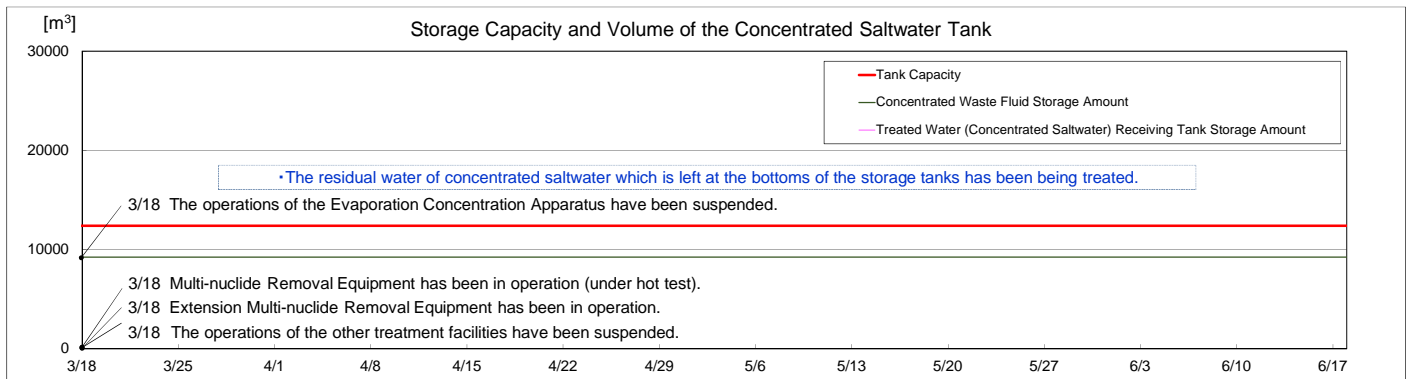 [m³]
Storage Capacity and Volume of the Concentrated Saltwater Tank
30000
Tank Capacity
Concentrated Waste Fluid Storage Amount
Treated Water (Concentrated Saltwater) Receiving Tank Storage Amount
20000
・The residual water of concentrated saltwater which is left at the bottoms of the storage tanks has been being treated.
3/18 The operations of the Evaporation Concentration Apparatus have been suspended.
10000
3/18 Multi-nuclide Removal Equipment has been in operation (under hot test).
3/18 Extension Multi-nuclide Removal Equipment has been in operation.
3/18 The operations of the other treatment facilities have been suspended.
0
3/18 3/25 4/1 4/8 4/15 4/22 4/29 5/6 5/13 5/20 5/27 6/3 6/10 6/17